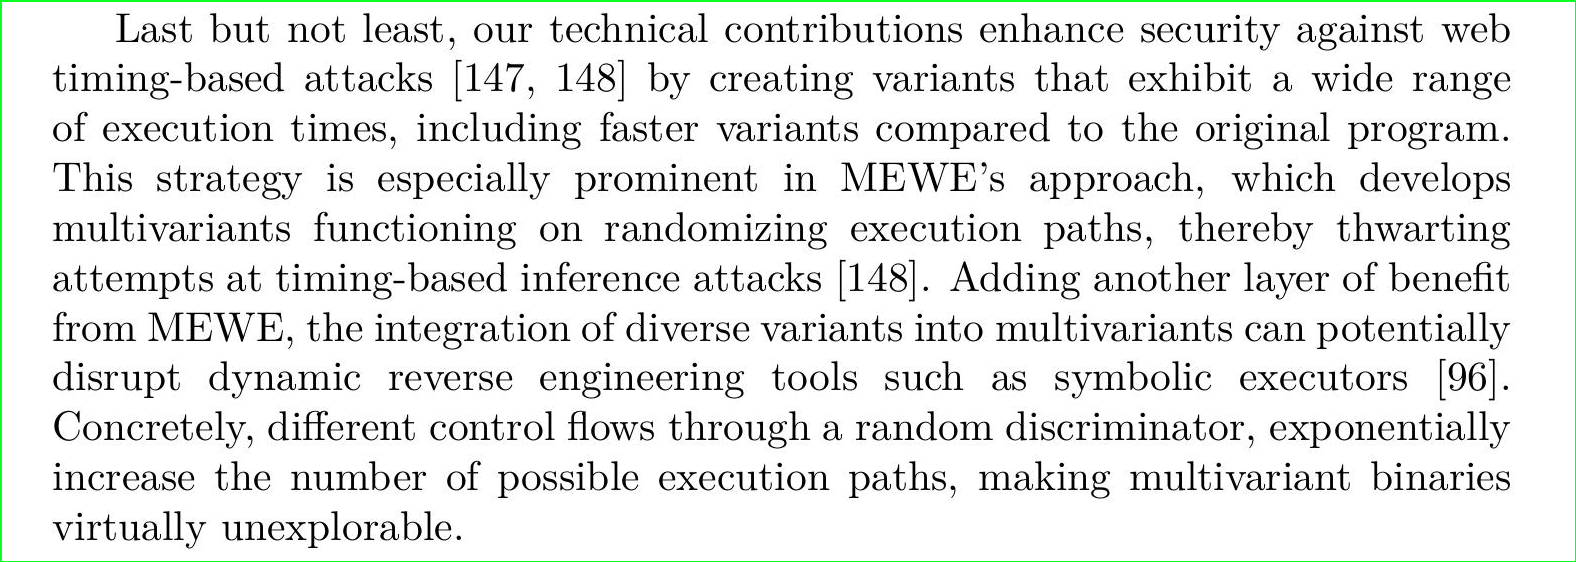 Last but not least, our technical contributions enhance security against web
timing-based attacks [147, 148] by creating variants that exhibit a wide range
of execution times, including faster variants compared to the original program.
This strategy is especially prominent in MEWE's approach, which develops
multivariants functioning on randomizing execution paths, thereby thwarting
attempts at timing-based inference attacks [148]. Adding another layer of benefit
from MEWE, the integration of diverse variants into multivariants can potentially
disrupt dynamic reverse engineering tools such as symbolic executors [96].
Concretely, different control flows through a random discriminator, exponentially
increase the number of possible execution paths, making multivariant binaries
virtually unexplorable.